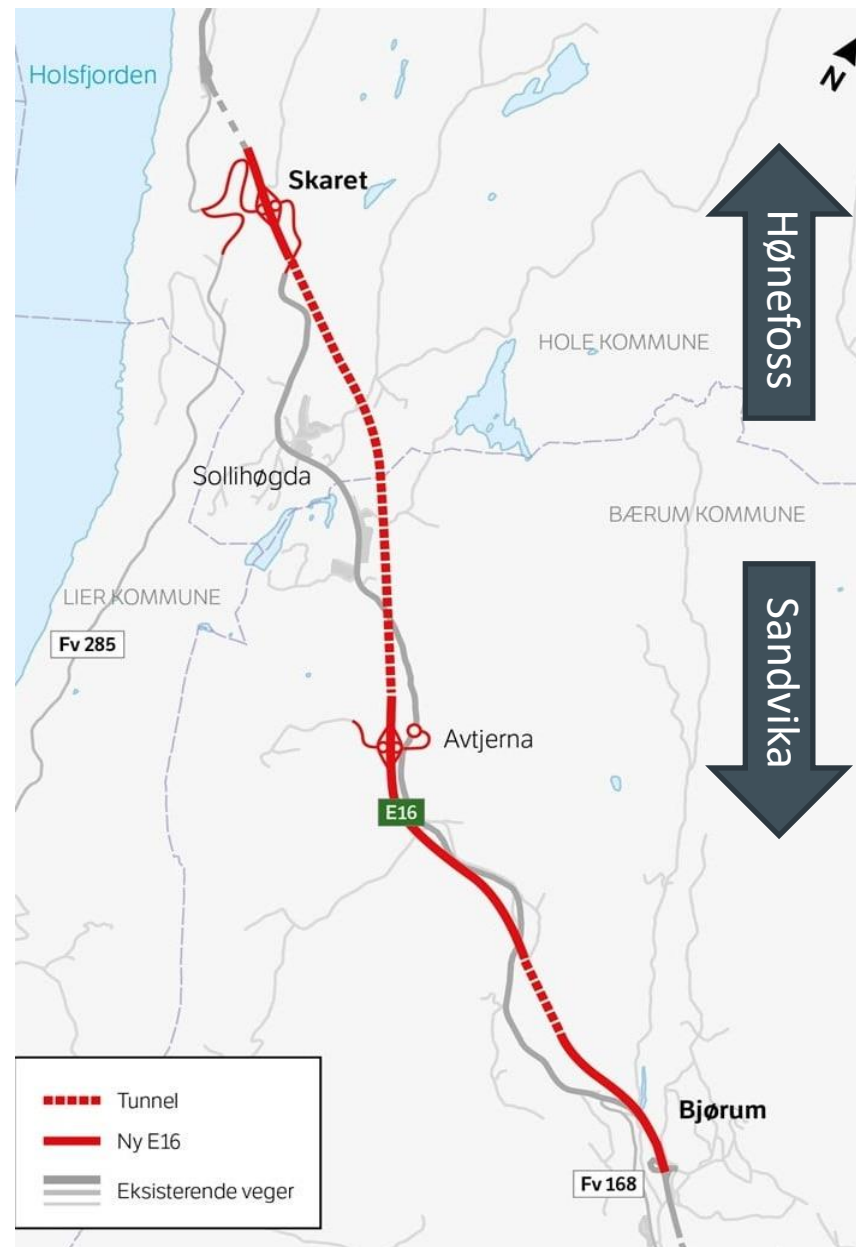 Holsfjorden
N
Skaret
Hønefoss
HOLE KOMMUNE
Sollihøgda
BÆRUM KOMMUNE
LIER KOMMUNE
Fv 285
Sandvika
Avtjerna
E16
Tunnel
Ny E16
Eksisterende veger
Bjørum
Fv 168